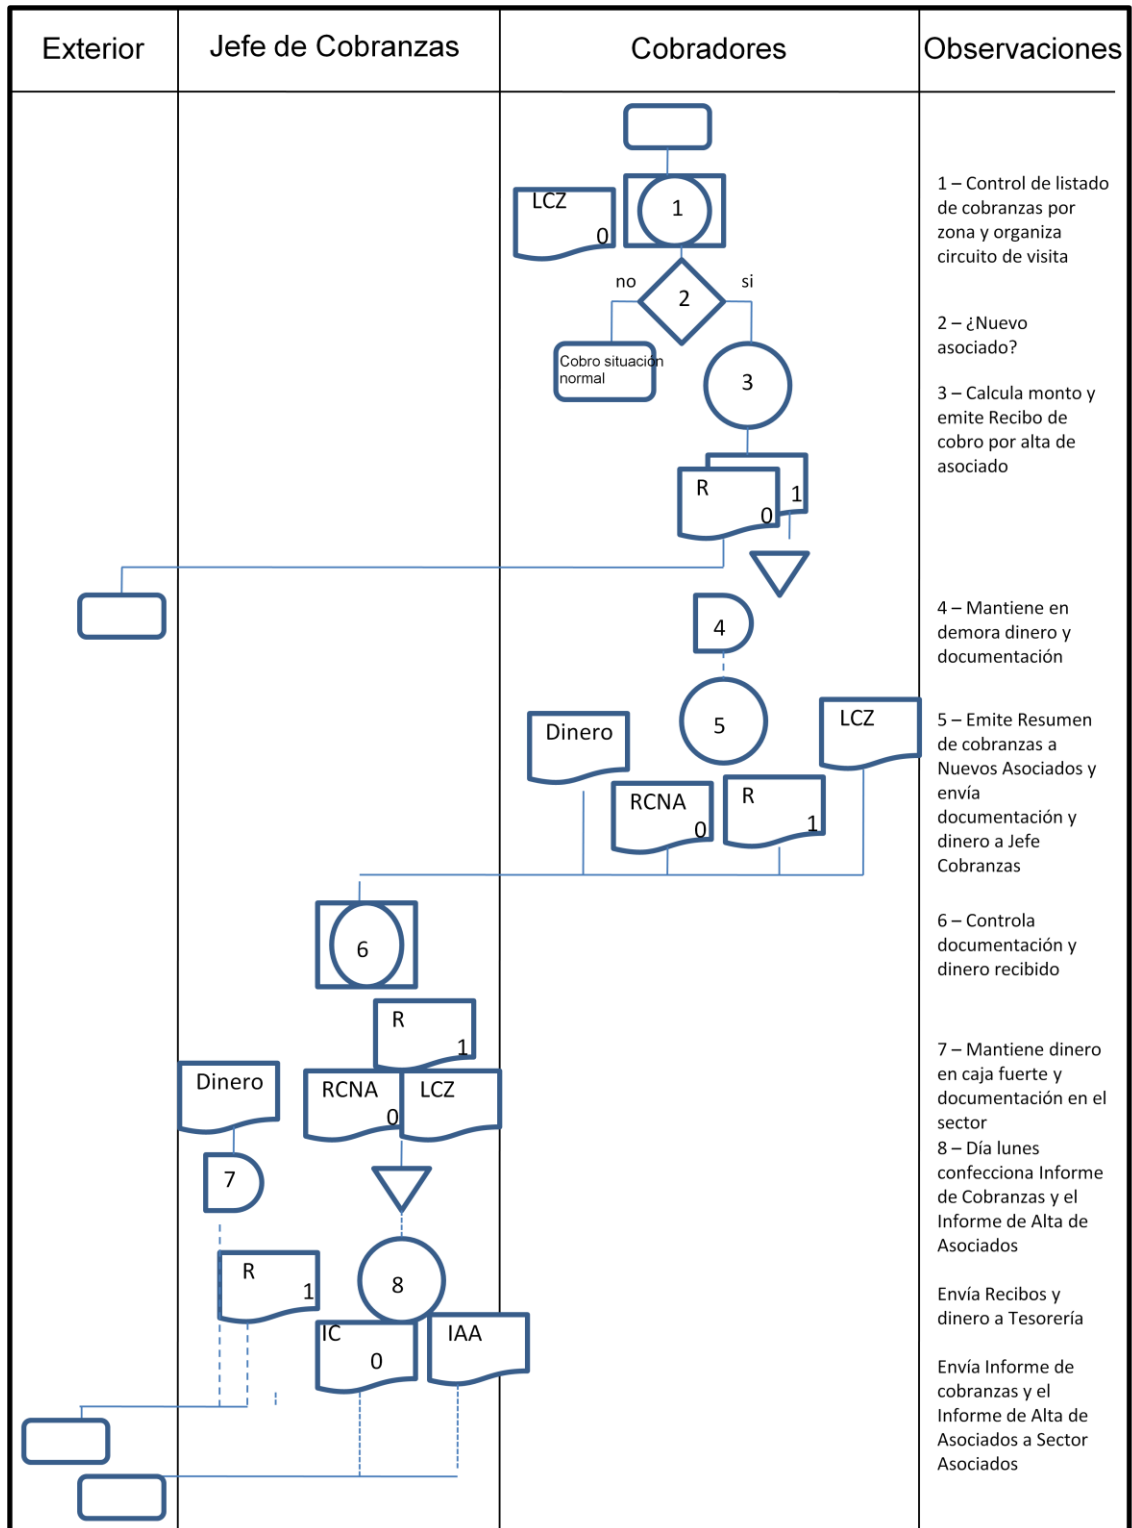 Exterior
Jefe de Cobranzas
Cobradores
Observaciones
LCZ
0
1
1 – Control de listado
de cobranzas por
zona y organiza
circuito de visita
no
2
si
2 – ¿Nuevo
asociado?
Cobro situación
normal
3
3 – Calcula monto y
emite Recibo de
cobro por alta de
asociado
R
0
1
4
4 – Mantiene en
demora dinero y
documentación
5
Dinero
RCNA
0
R
1
LCZ
5 – Emite Resumen
de cobranzas a
Nuevos Asociados y
envía
documentación y
dinero a Jefe
Cobranzas
6
6 – Controla
documentación y
dinero recibido
R
1
Dinero
RCNA
0
LCZ
7
7 – Mantiene dinero
en caja fuerte y
documentación en el
sector
8 – Día lunes
confecciona Informe
de Cobranzas y el
Informe de Alta de
Asociados
R
1
8
IC
0
IAA
Envía Recibos y
dinero a Tesorería
Envía Informe de
cobranzas y el
Informe de Alta de
Asociados a Sector
Asociados